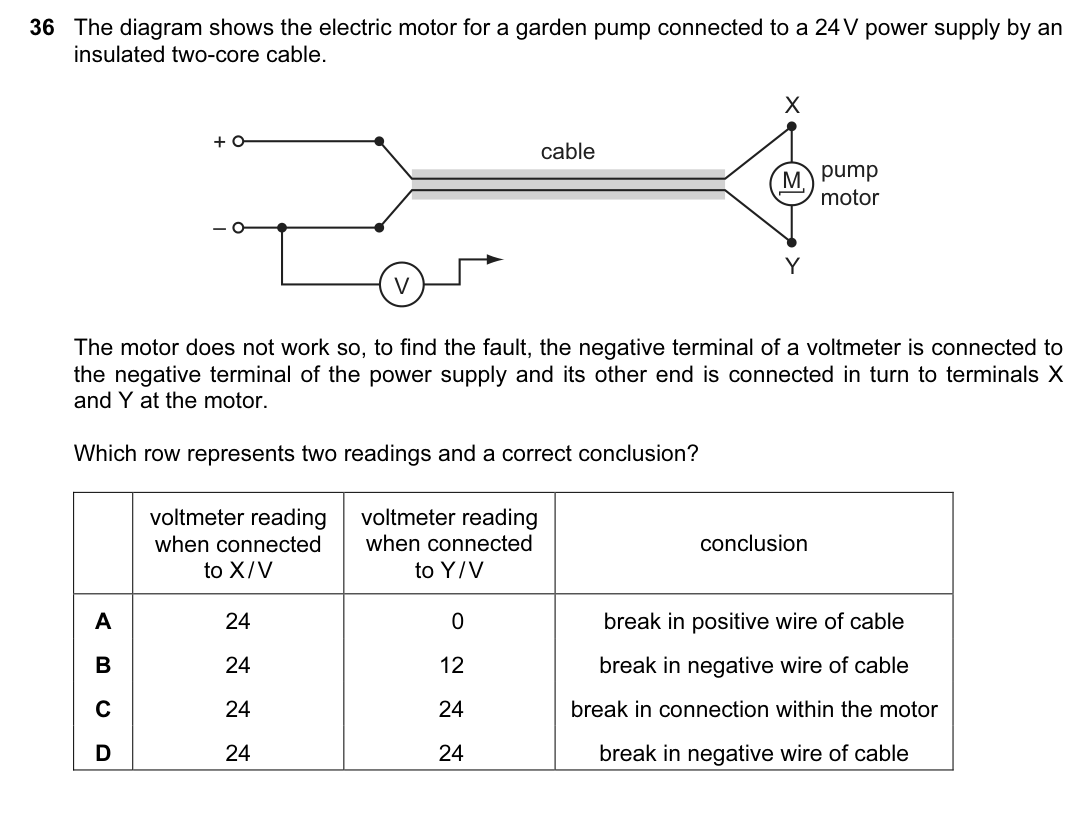 36 The diagram shows the electric motor for a garden pump connected to a 24 V power supply by an
insulated two-core cable.
X
+
cable
M
pump
motor
–
Y
V
The motor does not work so, to find the fault, the negative terminal of a voltmeter is connected to
the negative terminal of the power supply and its other end is connected in turn to terminals X
and Y at the motor.
Which row represents two readings and a correct conclusion?
voltmeter reading
when connected
to X / V
voltmeter reading
when connected
to Y / V
conclusion
A 24 0 break in positive wire of cable
B 24 12 break in negative wire of cable
C 24 24 break in connection within the motor
D 24 24 break in negative wire of cable